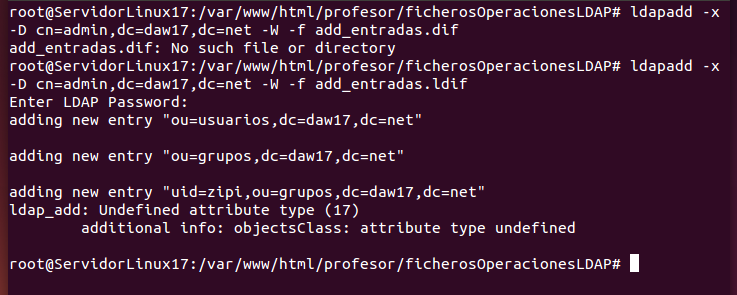 root@ServidorLinux17:/var/www/html/profesor/ficherosOperacionesLDAP# ldapadd -x
-D cn=admin,dc=daw17,dc=net -W -f add_entradas.dif
add_entradas.dif: No such file or directory
root@ServidorLinux17:/var/www/html/profesor/ficherosOperacionesLDAP# ldapadd -x
-D cn=admin,dc=daw17,dc=net -W -f add_entradas.ldif
Enter LDAP Password:
adding new entry "ou=usuarios,dc=daw17,dc=net"
adding new entry "ou=grupos,dc=daw17,dc=net"
adding new entry "uid=zipi,ou=grupos,dc=daw17,dc=net"
ldap_add: Undefined attribute type (17)
additional info: objectsClass: attribute type undefined
root@ServidorLinux17:/var/www/html/profesor/ficherosOperacionesLDAP#